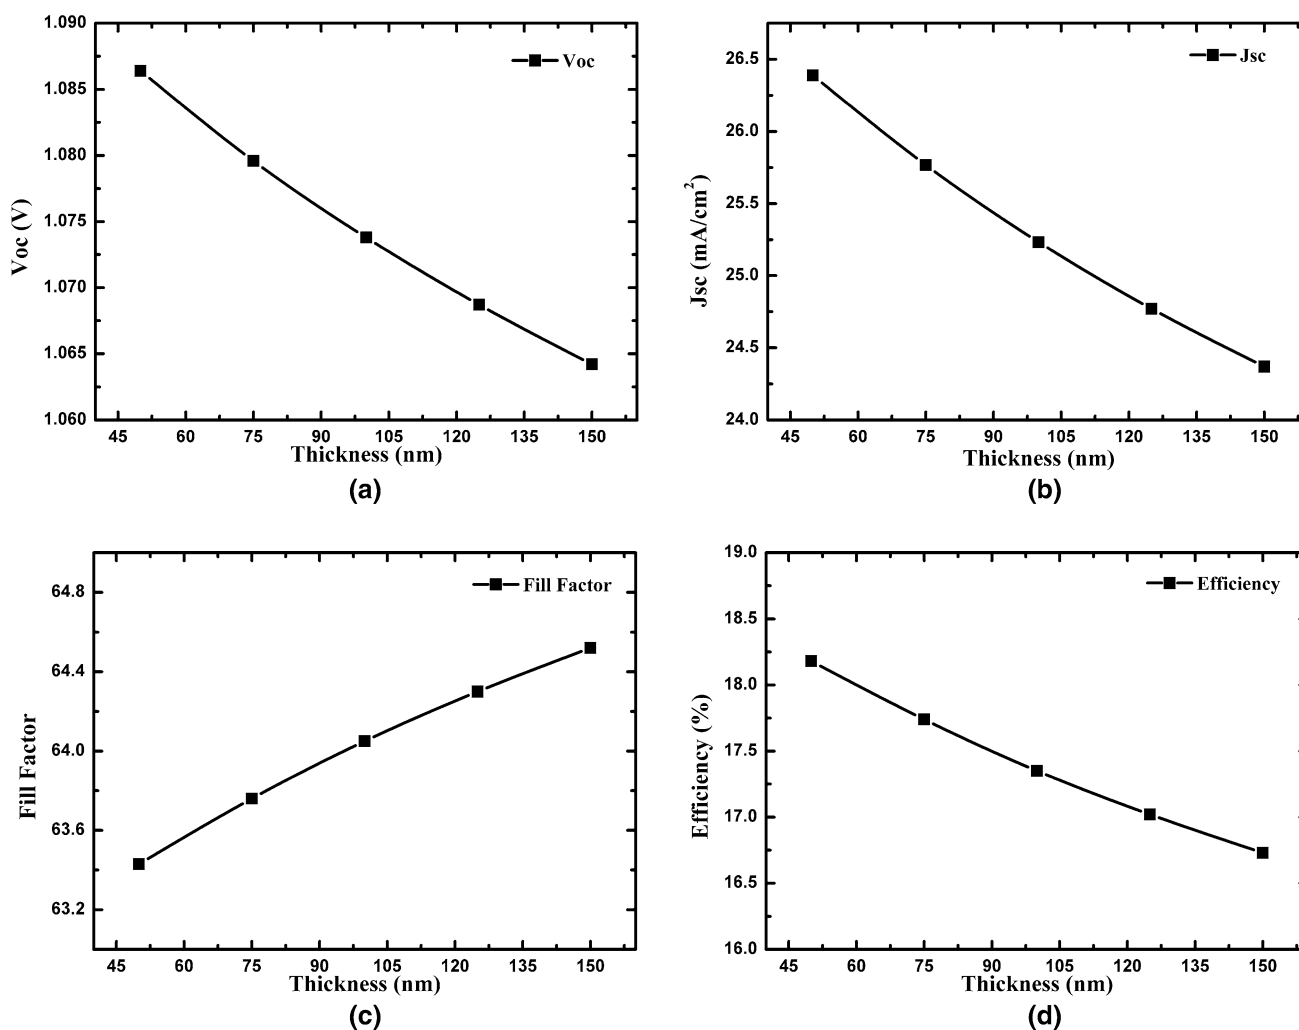 1.090
1.085
1.080
1.075
1.070
1.065
1.060
Voc (V)
Voc
45 60 75 90 105 120 135 150
Thickness (nm)
(a)
26.5
26.0
25.5
25.0
24.5
24.0
Jsc (mA/cm²)
Jsc
45 60 75 90 105 120 135 150
Thickness (nm)
(b)
64.8
64.4
64.0
63.6
63.2
Fill Factor
Fill Factor
45 60 75 90 105 120 135 150
Thickness (nm)
(c)
19.0
18.5
18.0
17.5
17.0
16.5
16.0
Efficiency (%)
Efficiency
45 60 75 90 105 120 135 150
Thickness (nm)
(d)